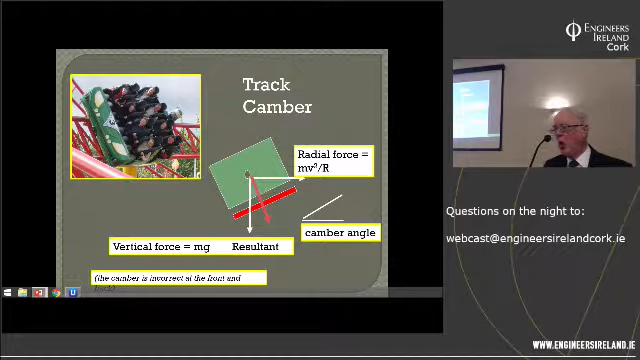 Track
Camber
Radial force =
mv²/R
camber angle
Vertical force = mg
Resultant
(the camber is incorrect at the front and
back)
ENGINEERS
IRELAND
Cork
Questions on the night to:
webcast@engineersirelandcork.ie
WWW.ENGINEERSIRELAND.IE